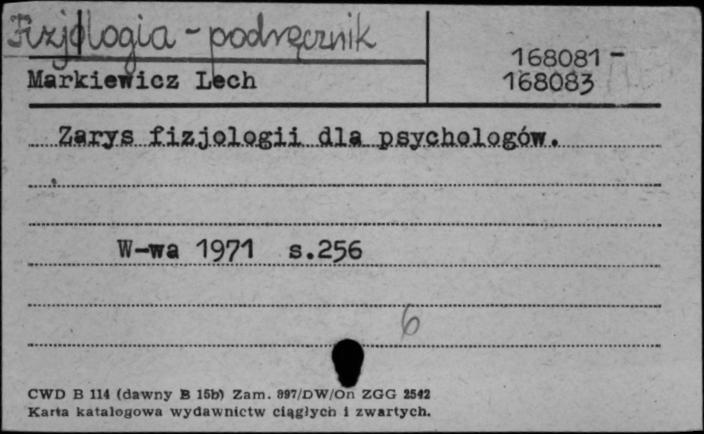 Fizjologia - podręcznik
168081 -
Markiewicz Lech
168083
Zarys fizjologii dla psychologów.
W-wa 1971 s.256
6
CWD B 114 (dawny B 15b) Zam. 897/DW/On ZGG 2542
Karta katalogowa wydawnictw ciągłych i zwartych.